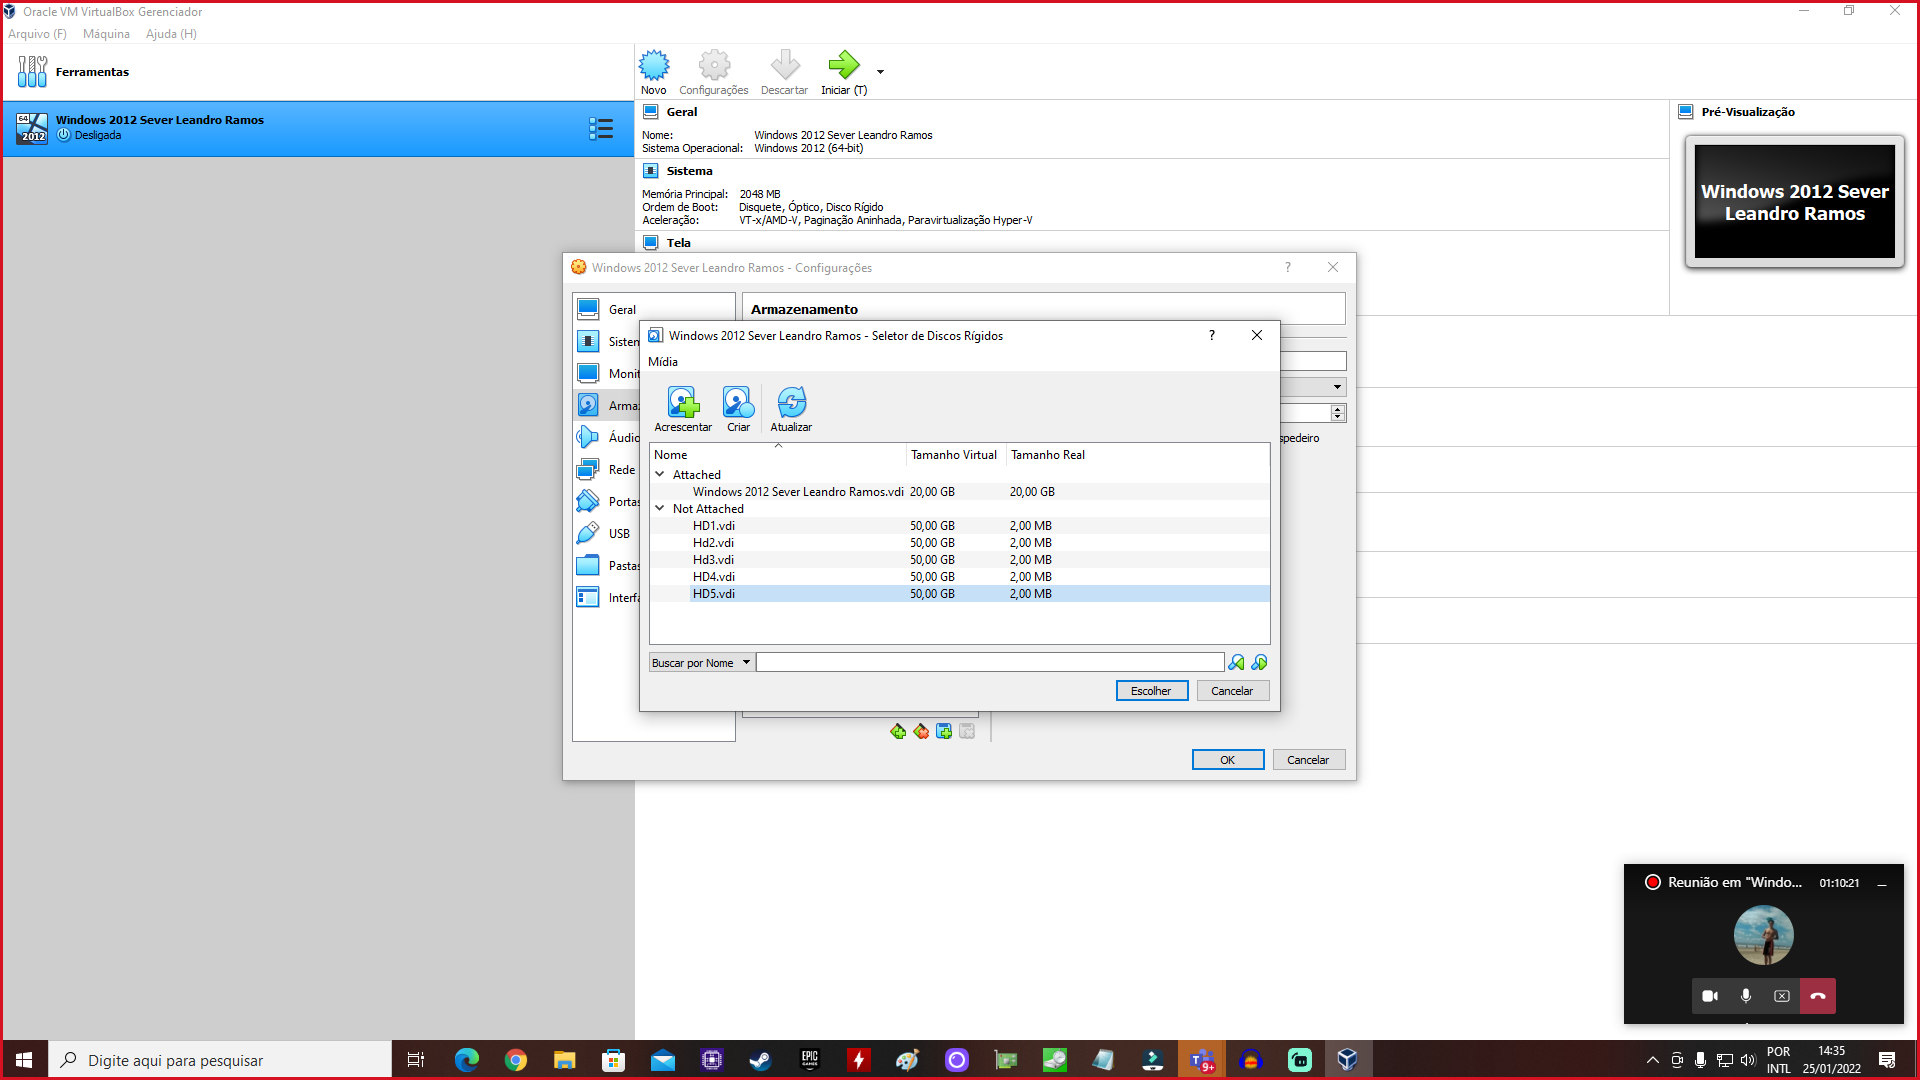 Oracle VM VirtualBox Gerenciador
Arquivo (F) Máquina Ajuda (H)
Ferramentas
Novo Configurações Descartar Iniciar (T)
64
2012
Windows 2012 Sever Leandro Ramos
Desligada
Geral
Nome: Windows 2012 Sever Leandro Ramos
Sistema Operacional: Windows 2012 (64-bit)
Sistema
Memória Principal: 2048 MB
Ordem de Boot: Disquete, Óptico, Disco Rígido
Aceleração: VT-x/AMD-V, Paginação Aninhada, Paravirtualização Hyper-V
Tela
Pré-Visualização
Windows 2012 Sever
Leandro Ramos
Windows 2012 Sever Leandro Ramos - Configurações
?
Geral
Sisten
Monit
Arma
Áudio
Rede
Portas
USB
Pastas
Interfa
Armazenamento
spedeiro
OK Cancelar
Windows 2012 Sever Leandro Ramos - Seletor de Discos Rígidos
?
Mídia
Acrescentar Criar Atualizar
Nome Tamanho Virtual Tamanho Real
Attached
Windows 2012 Sever Leandro Ramos.vdi 20,00 GB 20,00 GB
Not Attached
HD1.vdi 50,00 GB 2,00 MB
Hd2.vdi 50,00 GB 2,00 MB
Hd3.vdi 50,00 GB 2,00 MB
HD4.vdi 50,00 GB 2,00 MB
HD5.vdi 50,00 GB 2,00 MB
Buscar por Nome
Escolher Cancelar
Reunião em "Windo... 01:10:21
Digite aqui para pesquisar
EPIC
GAMES
9+
POR
INTL
14:35
25/01/2022